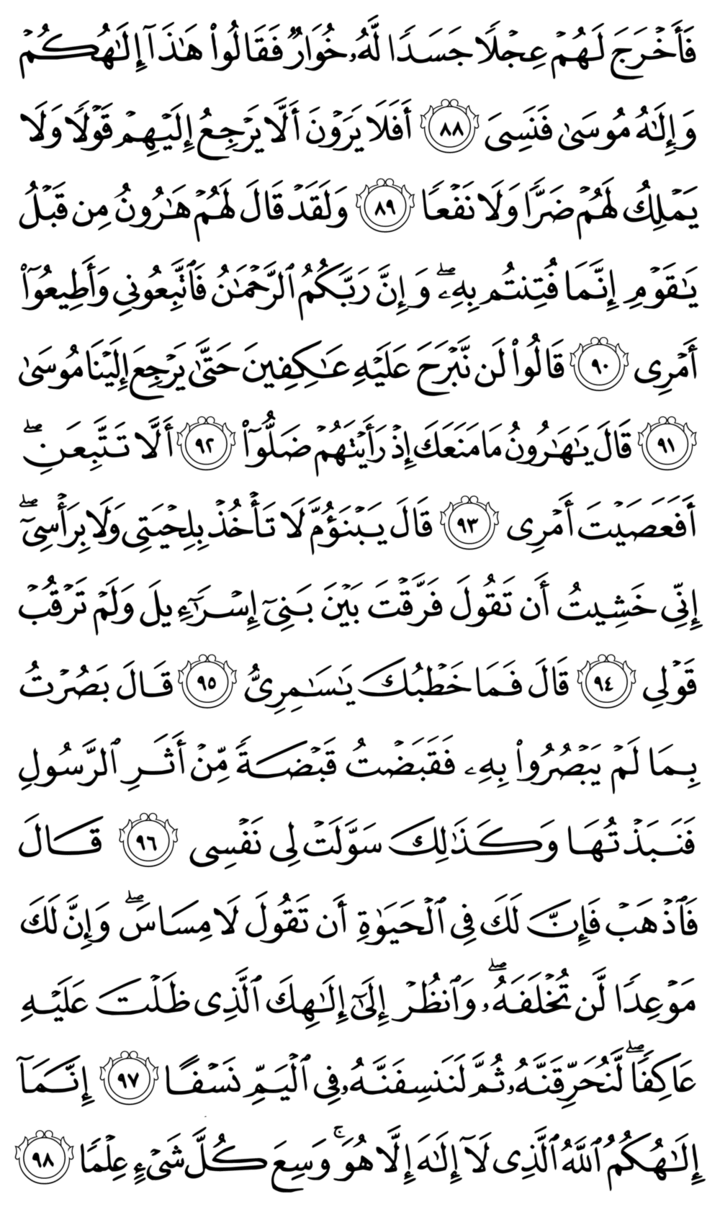 فَأَخۡرَجَ لَهُمۡ عِجۡلٗا جَسَدٗا لَّهُۥ خُوَارٞ فَقَالُواْ هَٰذَآ إِلَٰهُكُمۡ
وَإِلَٰهُ مُوسَىٰ فَنَسِيَ ٨٨ أَفَلَا يَرَوۡنَ أَلَّا يَرۡجِعُ إِلَيۡهِمۡ قَوۡلٗا وَلَا
يَمۡلِكُ لَهُمۡ ضَرّٗا وَلَا نَفۡعٗا ٨٩ وَلَقَدۡ قَالَ لَهُمۡ هَٰرُونُ مِن قَبۡلُ
يَٰقَوۡمِ إِنَّمَا فُتِنتُم بِهِۦۖ وَإِنَّ رَبَّكُمُ ٱلرَّحۡمَٰنُ فَٱتَّبِعُونِي وَأَطِيعُوٓاْ
أَمۡرِي ٩٠ قَالُواْ لَن نَّبۡرَحَ عَلَيۡهِ عَٰكِفِينَ حَتَّىٰ يَرۡجِعَ إِلَيۡنَا مُوسَىٰ
٩١ قَالَ يَٰهَٰرُونُ مَا مَنَعَكَ إِذۡ رَأَيۡتَهُمۡ ضَلُّوٓاْ ٩٢ أَلَّا تَتَّبِعَنِۖ
أَفَعَصَيۡتَ أَمۡرِي ٩٣ قَالَ يَبۡنَؤُمَّ لَا تَأۡخُذۡ بِلِحۡيَتِي وَلَا بِرَأۡسِيٓۖ
إِنِّي خَشِيتُ أَن تَقُولَ فَرَّقۡتَ بَيۡنَ بَنِيٓ إِسۡرَٰٓءِيلَ وَلَمۡ تَرۡقُبۡ
قَوۡلِي ٩٤ قَالَ فَمَا خَطۡبُكَ يَٰسَٰمِرِيُّ ٩٥ قَالَ بَصُرۡتُ
بِمَا لَمۡ يَبۡصُرُواْ بِهِۦ فَقَبَضۡتُ قَبۡضَةٗ مِّنۡ أَثَرِ ٱلرَّسُولِ
فَنَبَذۡتُهَا وَكَذَٰلِكَ سَوَّلَتۡ لِي نَفۡسِي ٩٦ قَالَ
فَٱذۡهَبۡ فَإِنَّ لَكَ فِي ٱلۡحَيَوٰةِ أَن تَقُولَ لَا مِسَاسَۖ وَإِنَّ لَكَ
مَوۡعِدٗا لَّن تُخۡلَفَهُۥۖ وَٱنظُرۡ إِلَىٰٓ إِلَٰهِكَ ٱلَّذِي ظَلۡتَ عَلَيۡهِ
عَاكِفٗاۖ لَّنُحَرِّقَنَّهُۥ ثُمَّ لَنَنسِفَنَّهُۥ فِي ٱلۡيَمِّ نَسۡفًا ٩٧ إِنَّمَآ
إِلَٰهُكُمُ ٱللَّهُ ٱلَّذِي لَآ إِلَٰهَ إِلَّا هُوَۚ وَسِعَ كُلَّ شَيۡءٍ عِلۡمٗا ٩٨